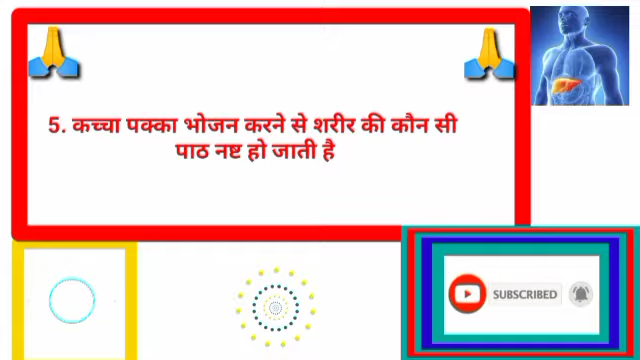 5. कच्चा पक्का भोजन करने से शरीर की कौन सी
पाठ नष्ट हो जाती है
SUBSCRIBED